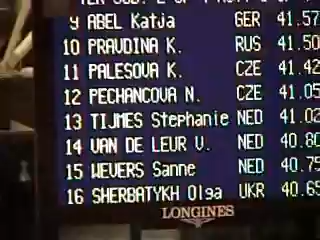 9 ABEL Katja GER 41.57
10 PRAVDINA K. RUS 41.50
11 PALESOVA K. CZE 41.42
12 PECHANCOVA N. CZE 41.05
13 TIJMES Stephanie NED 41.02
14 VAN DE LEUR V. NED 40.80
15 WEVERS Sanne NED 40.75
16 SHERBATYKH Olga UKR 40.65
LONGINES